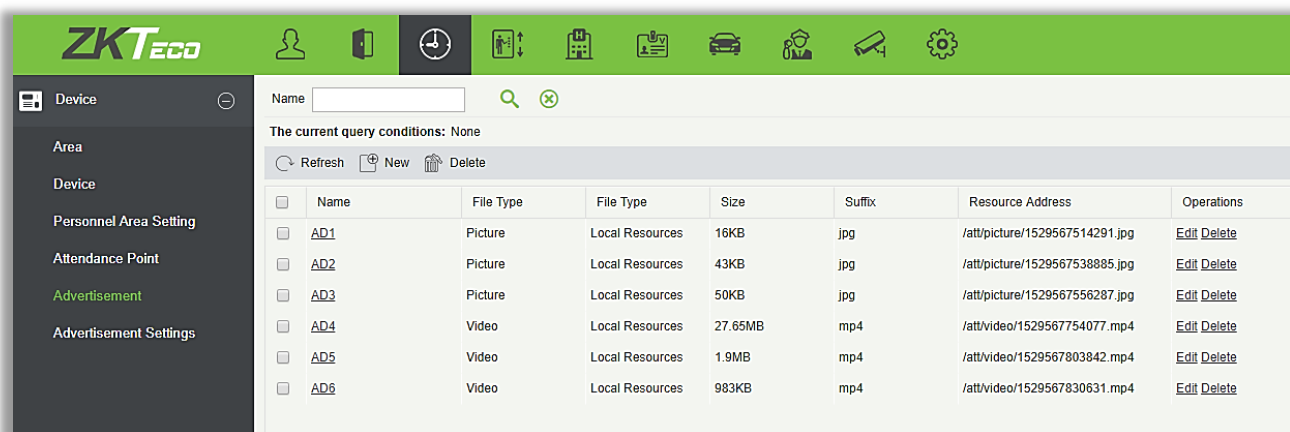 ZKTECO
Device
Area
Device
Personnel Area Setting
Attendance Point
Advertisement
Advertisement Settings
Name
The current query conditions: None
Refresh New Delete
Name File Type File Type Size Suffix Resource Address Operations
AD1 Picture Local Resources 16KB jpg /att/picture/1529567514291.jpg Edit Delete
AD2 Picture Local Resources 43KB jpg /att/picture/1529567538885.jpg Edit Delete
AD3 Picture Local Resources 50KB jpg /att/picture/1529567556287.jpg Edit Delete
AD4 Video Local Resources 27.65MB mp4 /att/video/1529567754077.mp4 Edit Delete
AD5 Video Local Resources 1.9MB mp4 /att/video/1529567803842.mp4 Edit Delete
AD6 Video Local Resources 983KB mp4 /att/video/1529567830631.mp4 Edit Delete